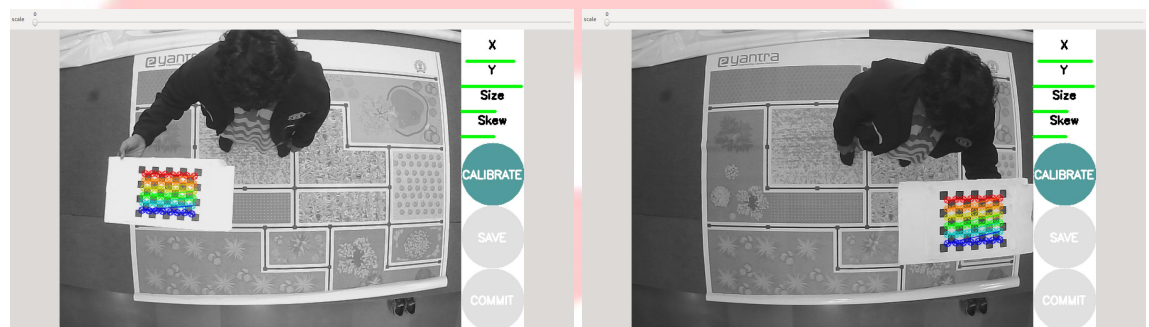 scale 0
eyantra
X
Y
Size
Skew
CALIBRATE
SAVE
COMMIT
scale 0
eyantra
X
Y
Size
Skew
CALIBRATE
SAVE
COMMIT